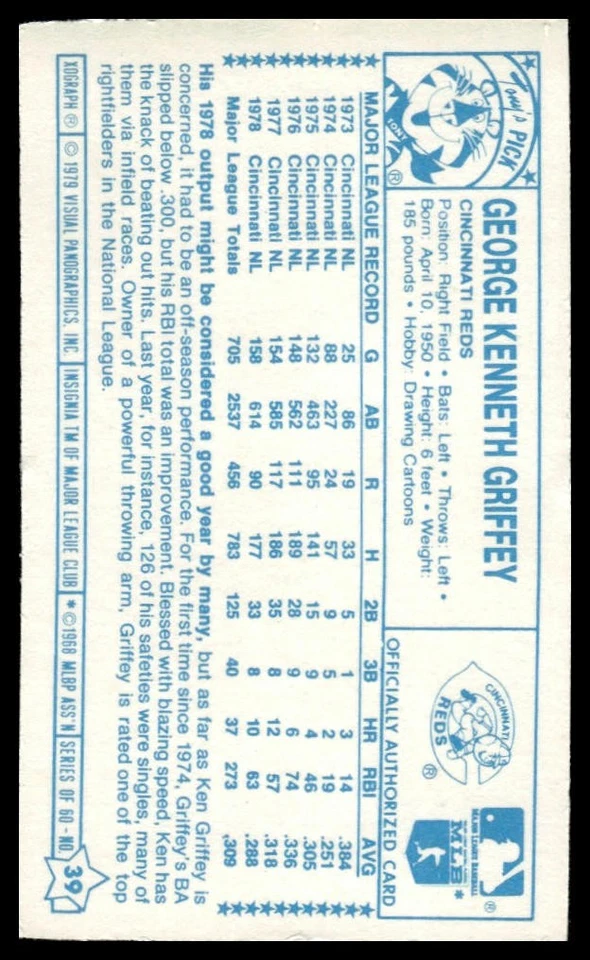 Tony's PICK
TONY
®
GEORGE KENNETH GRIFFEY
CINCINNATI REDS
Position: Right Field • Bats: Left • Throws: Left •
Born: April 10, 1950 • Height: 6 feet • Weight:
185 pounds • Hobby: Drawing Cartoons
CINCINNATI
REDS
®
MAJOR LEAGUE BASEBALL
®
MLB*
OFFICIALLY AUTHORIZED CARD
MAJOR LEAGUE RECORD G AB R H 2B 3B HR RBI AVG
1973 Cincinnati NL 25 86 19 33 5 1 3 14 .384
1974 Cincinnati NL 88 227 24 57 9 5 2 19 .251
1975 Cincinnati NL 132 463 95 141 15 9 4 46 .305
1976 Cincinnati NL 148 562 111 189 28 9 6 74 .336
1977 Cincinnati NL 154 585 117 186 35 8 12 57 .318
1978 Cincinnati NL 158 614 90 177 33 8 10 63 .288
Major League Totals 705 2537 456 783 125 40 37 273 .309
His 1978 output might be considered a good year by many, but as far as Ken Griffey is
concerned, it had to be an off-season performance. For the first time since 1974, Griffey's BA
slipped below .300, but his RBI total was an improvement. Blessed with blazing speed, Ken has
the knack of beating out hits. Last year, for instance, 126 of his safeties were singles, many of
them via infield races. Owner of a powerful throwing arm, Griffey is rated one of the top
rightfielders in the National League.
XOGRAPH ® © 1979 VISUAL PANOGRAPHICS, INC. INSIGNIA TM OF MAJOR LEAGUE CLUB * © 1968 MLBP ASS'N SERIES OF 60 - NO. 39